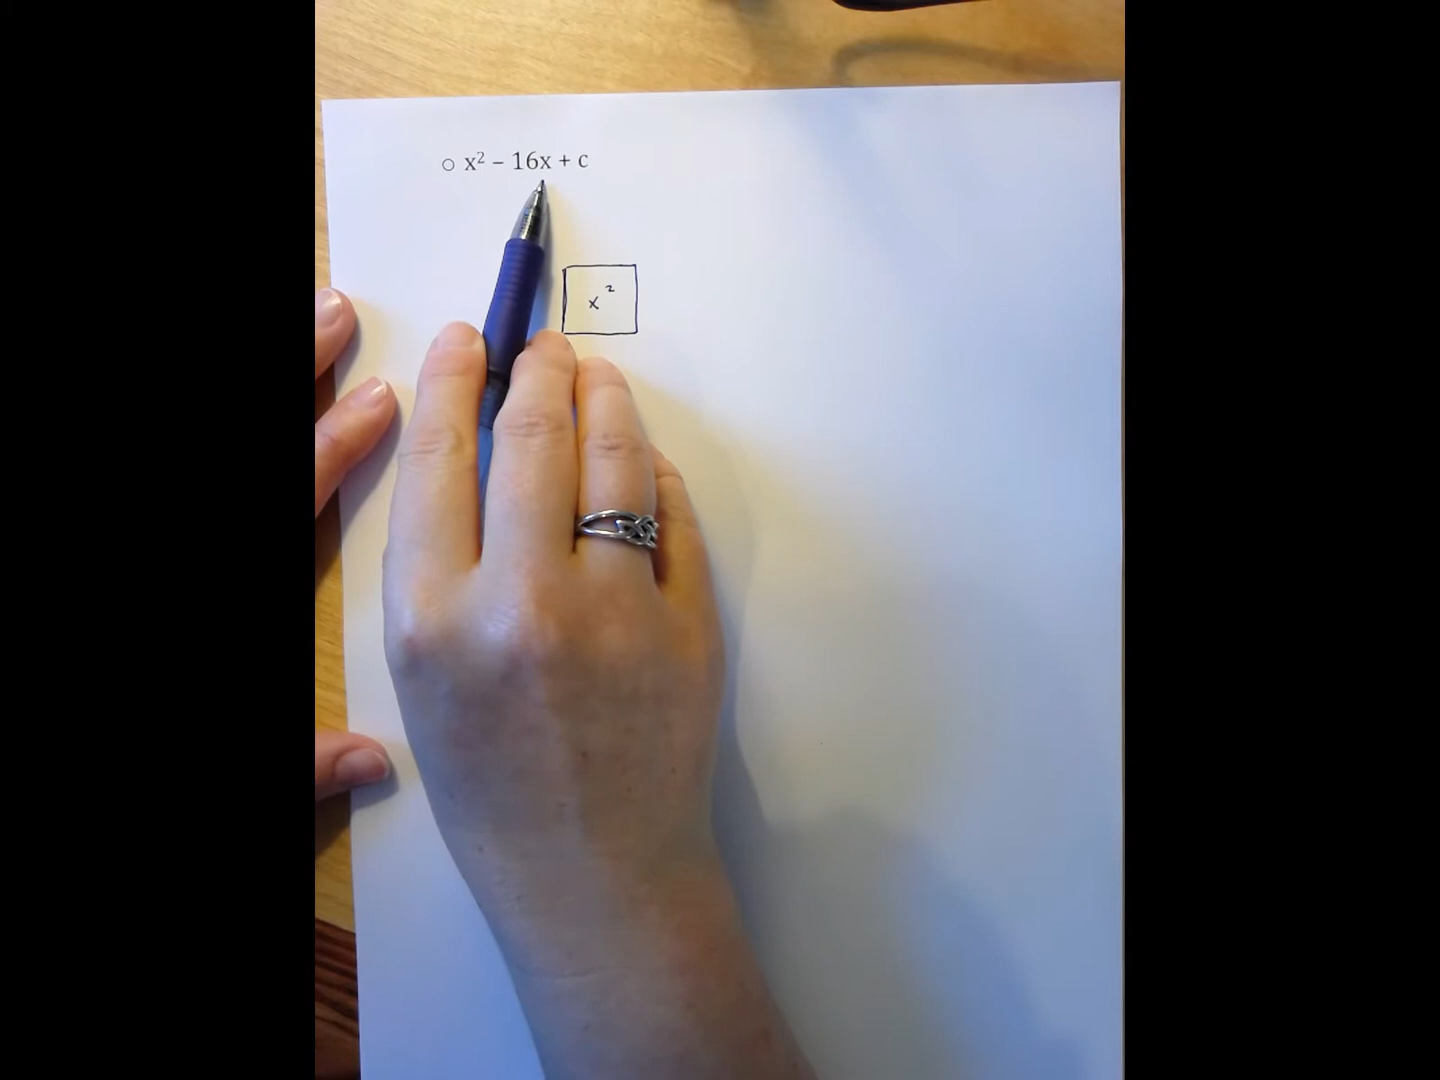 ○ x² – 16x + c
x²